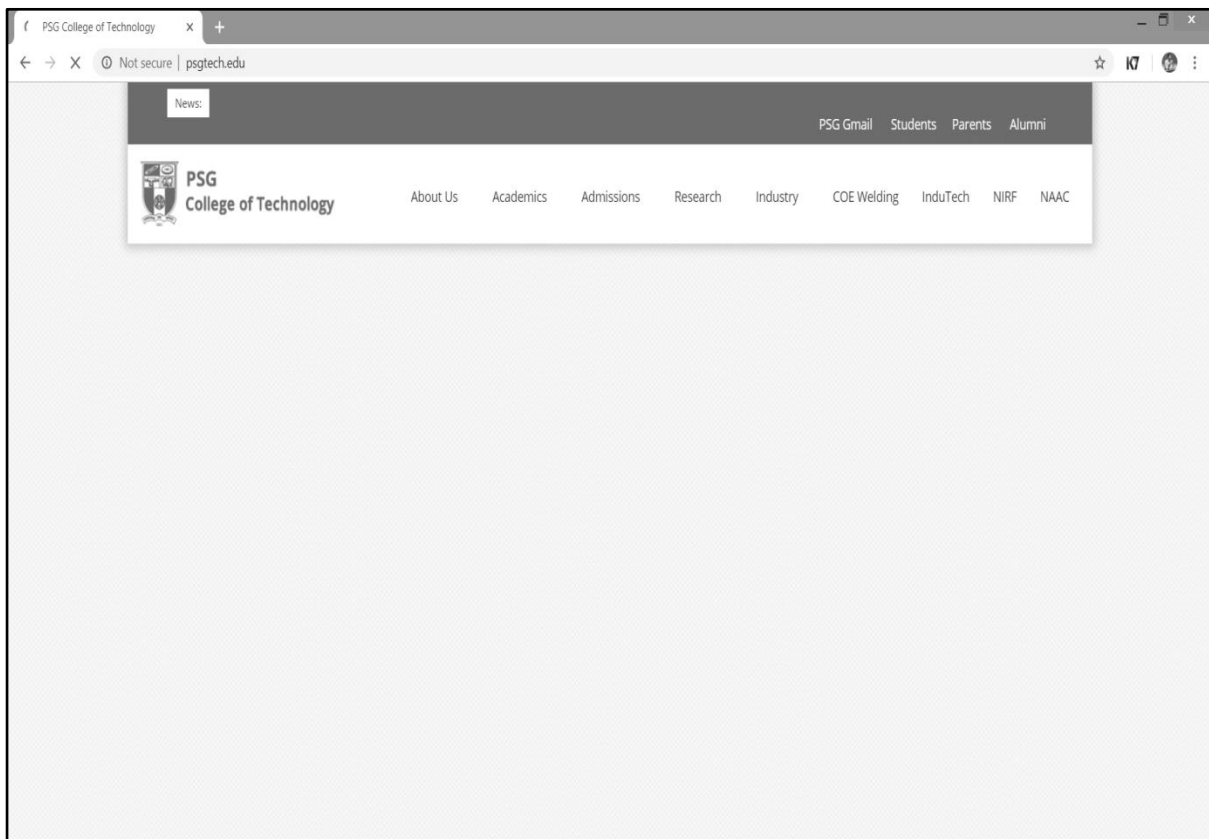 PSG College of Technology
Not secure | psgtech.edu
K7
News:
PSG Gmail Students Parents Alumni
PSG
College of Technology
About Us Academics Admissions Research Industry COE Welding InduTech NIRF NAAC